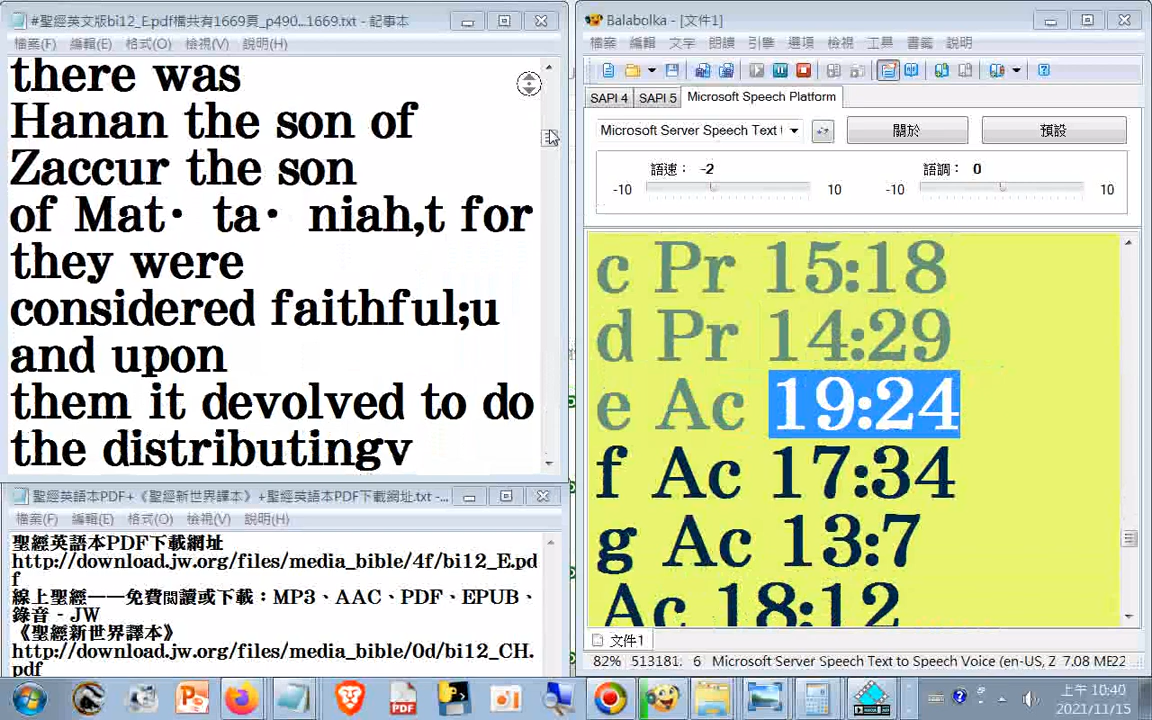 #聖經英文版bi12_E.pdf檔共有1669頁_p490...1669.txt - 記事本
檔案(F) 編輯(E) 格式(O) 檢視(V) 說明(H)
there was
Hanan the son of
Zaccur the son
of Mat· ta· niah,t for
they were
considered faithful;u
and upon
them it devolved to do
the distributingv
聖經英語本PDF+《聖經新世界譯本》+聖經英語本PDF下載網址.txt - ...
檔案(F) 編輯(E) 格式(O) 檢視(V) 說明(H)
聖經英語本PDF下載網址
http://download.jw.org/files/media_bible/4f/bi12_E.pd
f
線上聖經——免費閱讀或下載：MP3、AAC、PDF、EPUB、
錄音 - JW
《聖經新世界譯本》
http://download.jw.org/files/media_bible/0d/bi12_CH.
pdf
Balabolka - [文件1]
檔案 編輯 文字 朗讀 引擎 選項 檢視 工具 書籤 說明
SAPI 4 SAPI 5 Microsoft Speech Platform
Microsoft Server Speech Text 關於 預設
語速： -2 語調： 0
-10 10 -10 10
c Pr 15:18
d Pr 14:29
e Ac 19:24
f Ac 17:34
g Ac 13:7
Ac 18:12
文件1
82% 513181. 6 Microsoft Server Speech Text to Speech Voice (en-US, Z 7.08 ME22
PDF
上午 10:40
2021/11/15